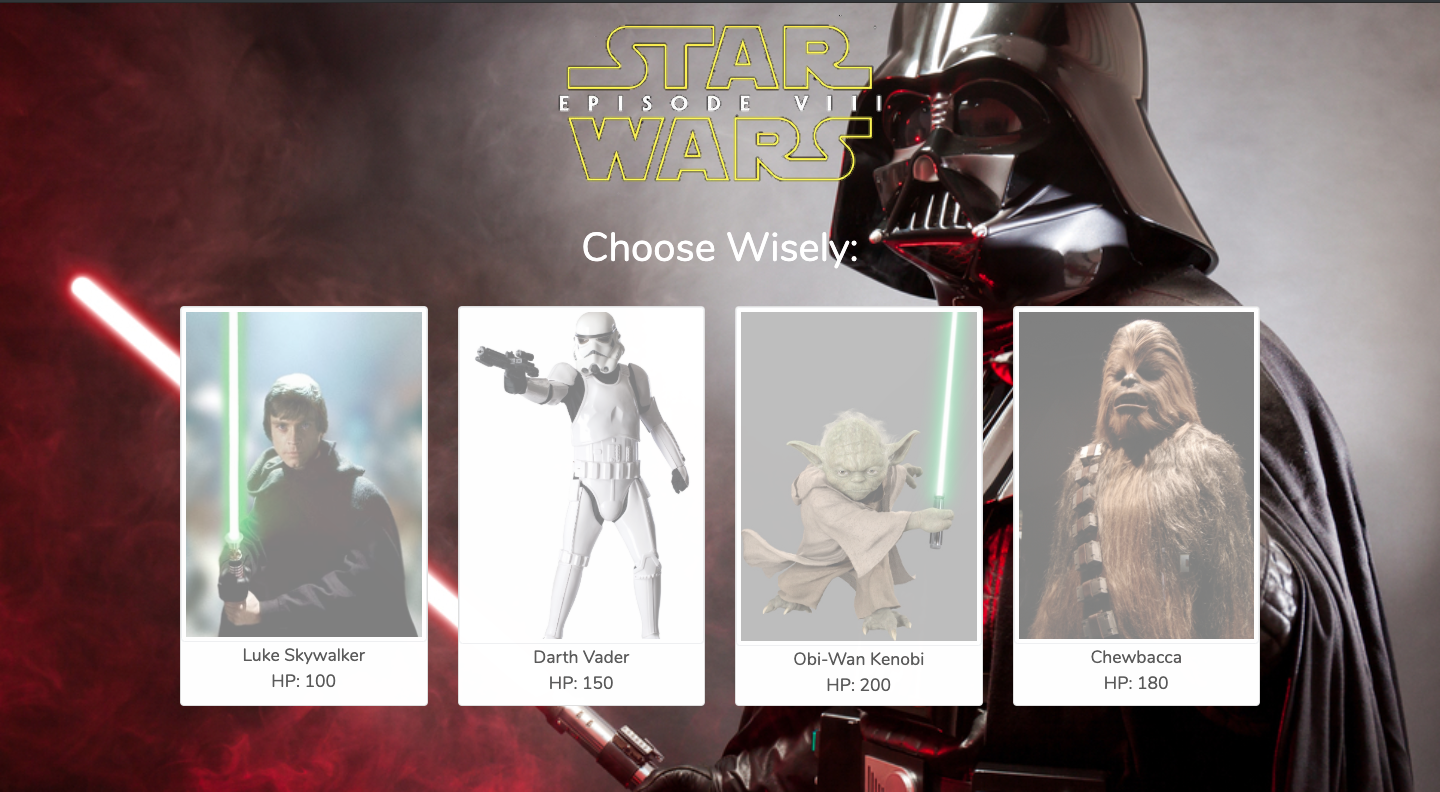 STAR
EPISODE VIII
WARS
Choose Wisely:
Luke Skywalker
HP: 100
Darth Vader
HP: 150
Obi-Wan Kenobi
HP: 200
Chewbacca
HP: 180